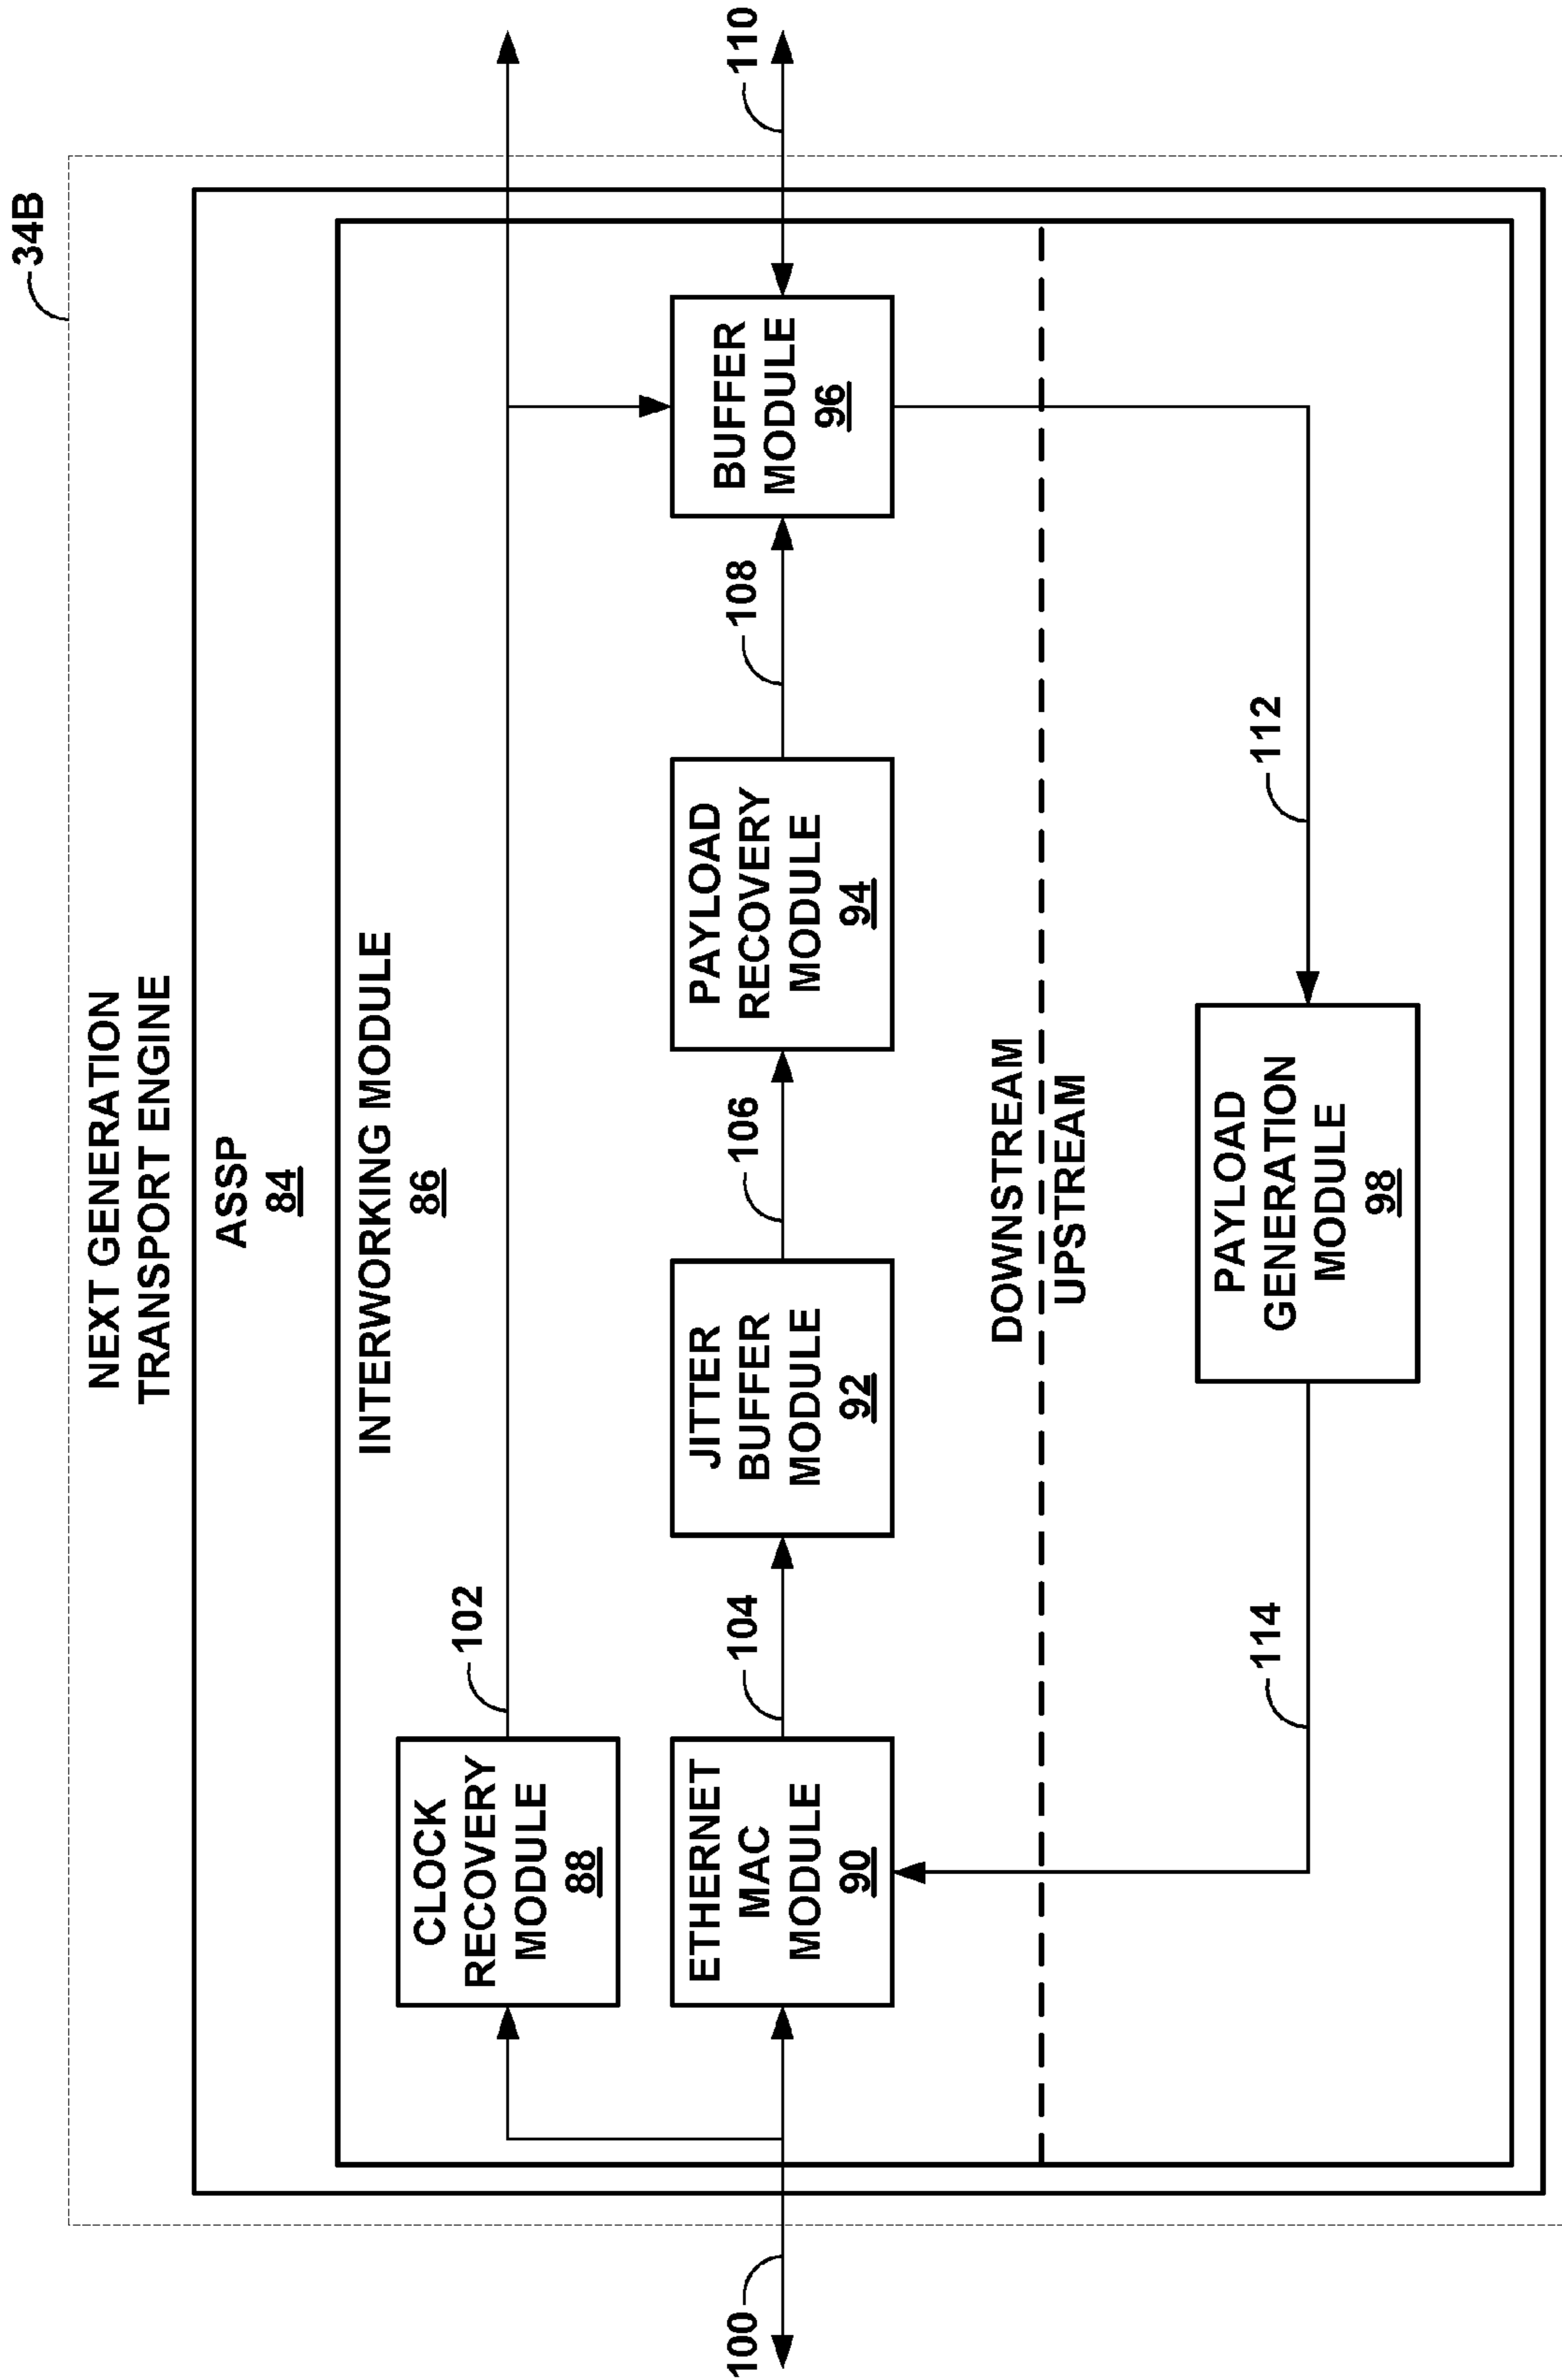 34B
NEXT GENERATION
TRANSPORT ENGINE
ASSP
84
INTERWORKING MODULE
86
CLOCK
RECOVERY
MODULE
88
102
100
ETHERNET
MAC
MODULE
90
104
JITTER
BUFFER
MODULE
92
106
PAYLOAD
RECOVERY
MODULE
94
108
BUFFER
MODULE
96
110
DOWNSTREAM
UPSTREAM
114
PAYLOAD
GENERATION
MODULE
98
112